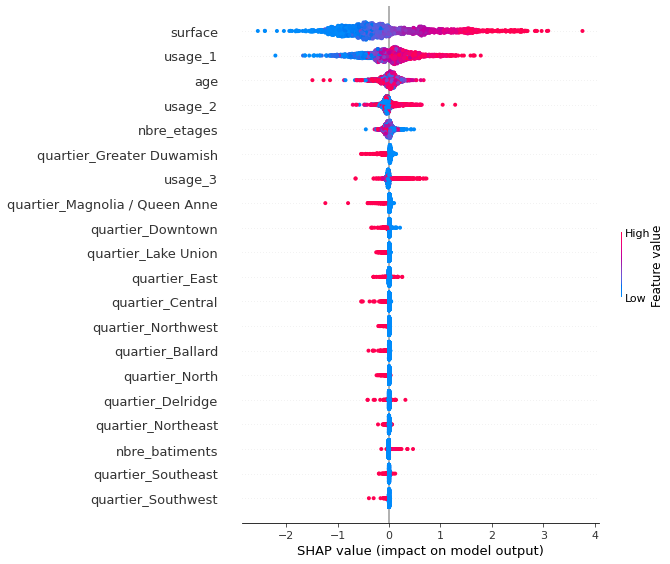 surface
usage_1
age
usage_2
nbre_etages
quartier_Greater Duwamish
usage_3
quartier_Magnolia / Queen Anne
quartier_Downtown
quartier_Lake Union
quartier_East
quartier_Central
quartier_Northwest
quartier_Ballard
quartier_North
quartier_Delridge
quartier_Northeast
nbre_batiments
quartier_Southeast
quartier_Southwest
−2 −1 0 1 2 3 4
SHAP value (impact on model output)
High
Low
Feature value